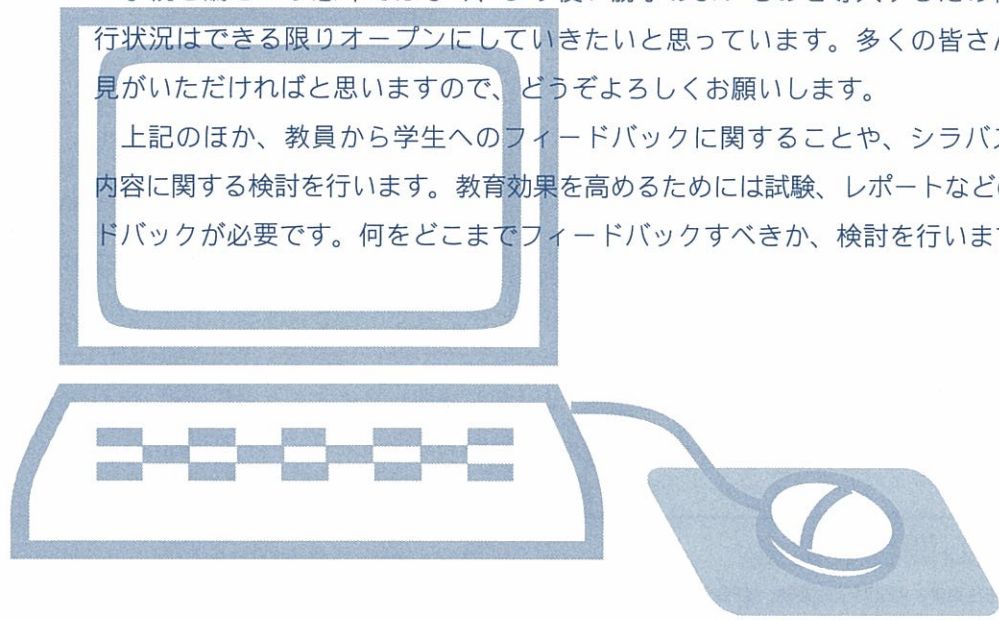 行状況はできる限りオープンにしていきたいと思っています。多くの皆さん
見がいただければと思いますので、どうぞよろしくお願いします。
上記のほか、教員から学生へのフィードバックに関することや、シラバス
内容に関する検討を行います。教育効果を高めるためには試験、レポートなどの
ドバックが必要です。何をどこまでフィードバックすべきか、検討を行います